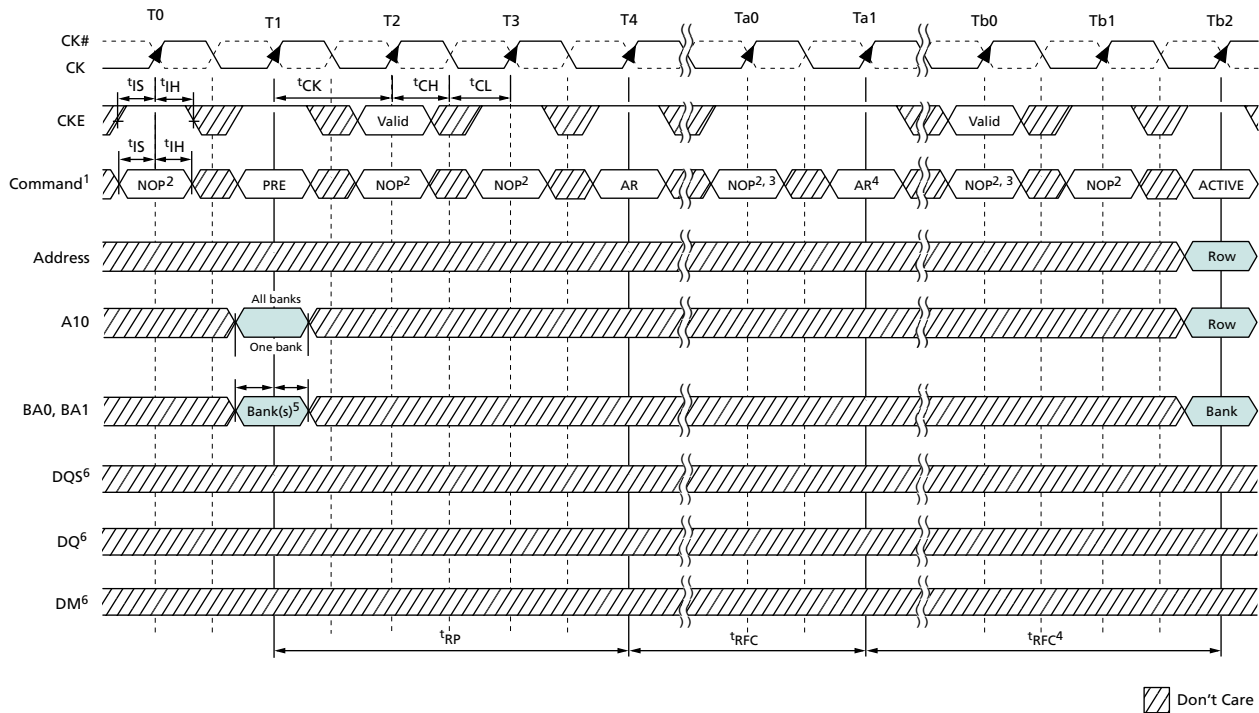 T0 T1 T2 T3 T4 Ta0 Ta1 Tb0 Tb1 Tb2
CK#
CK
tIS tIH tCK tCH tCL
CKE Valid Valid
tIS tIH
Command1 NOP2 PRE NOP2 NOP2 AR NOP2, 3 AR4 NOP2, 3 NOP2 ACTIVE
Address Row
All banks
A10 Row
One bank
BA0, BA1 Bank(s)5 Bank
DQS6
DQ6
DM6
tRP tRFC tRFC4
Don't Care